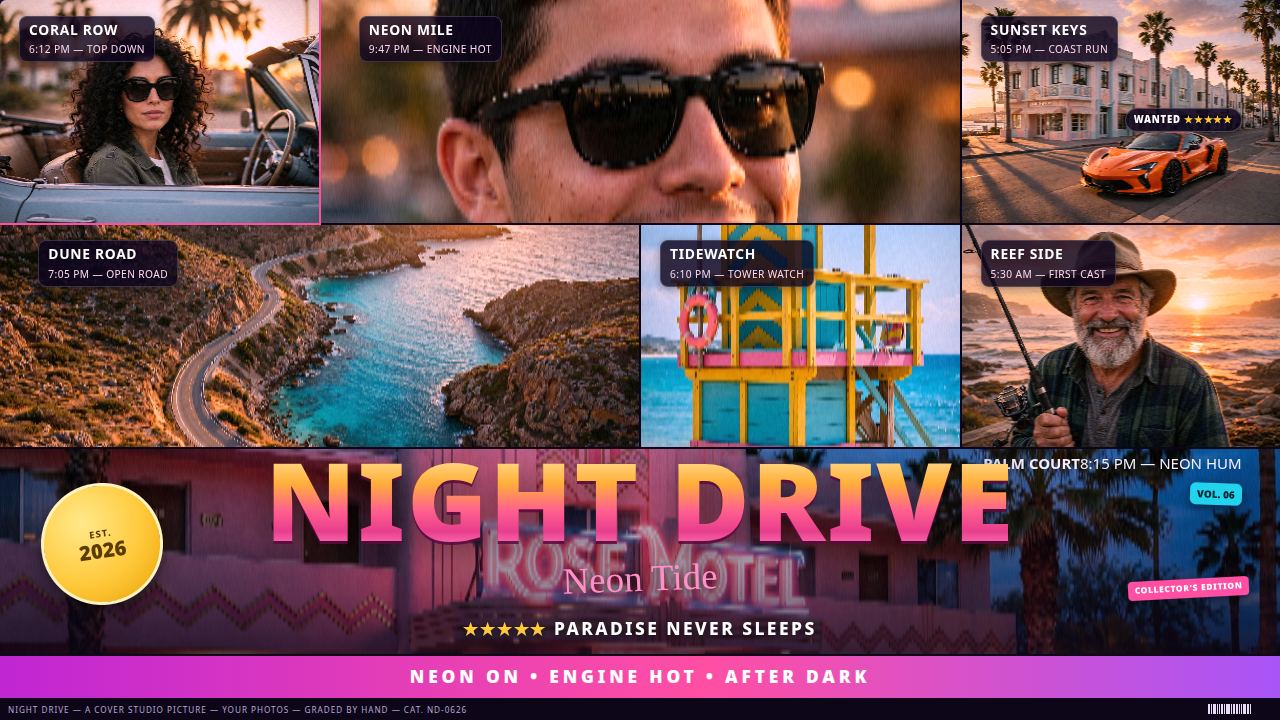 CORAL ROW
6:12 PM — TOP DOWN
NEON MILE
9:47 PM — ENGINE HOT
SUNSET KEYS
5:05 PM — COAST RUN
WANTED ★★★★★
DUNE ROAD
7:05 PM — OPEN ROAD
TIDEWATCH
6:10 PM — TOWER WATCH
REEF SIDE
5:30 AM — FIRST CAST
PALM COURT8:15 PM — NEON HUM
NIGHT DRIVE
VOL. 06
EST.
2026
ROSE MOTEL
Neon Tide
COLLECTOR'S EDITION
★★★★★ PARADISE NEVER SLEEPS
NEON ON • ENGINE HOT • AFTER DARK
NIGHT DRIVE — A COVER STUDIO PICTURE — YOUR PHOTOS — GRADED BY HAND — CAT. ND-0626